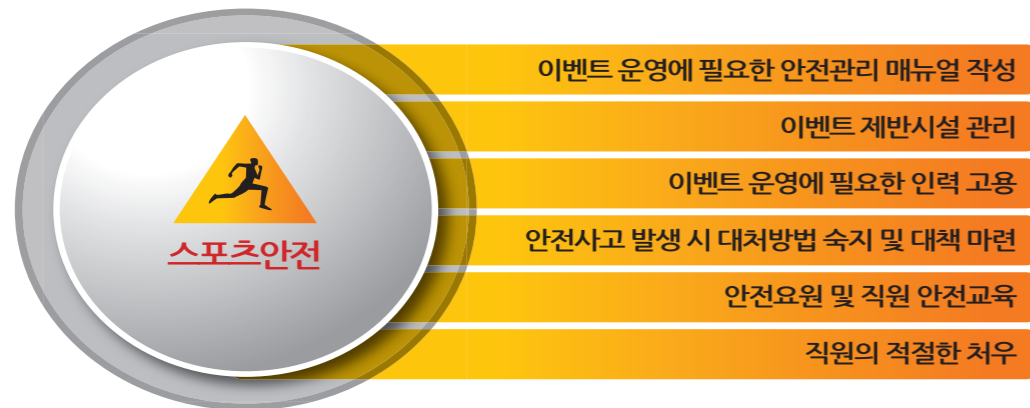 이벤트 운영에 필요한 안전관리 매뉴얼 작성
이벤트 제반시설 관리
이벤트 운영에 필요한 인력 고용
스포츠안전
안전사고 발생 시 대처방법 숙지 및 대책 마련
안전요원 및 직원 안전교육
직원의 적절한 처우